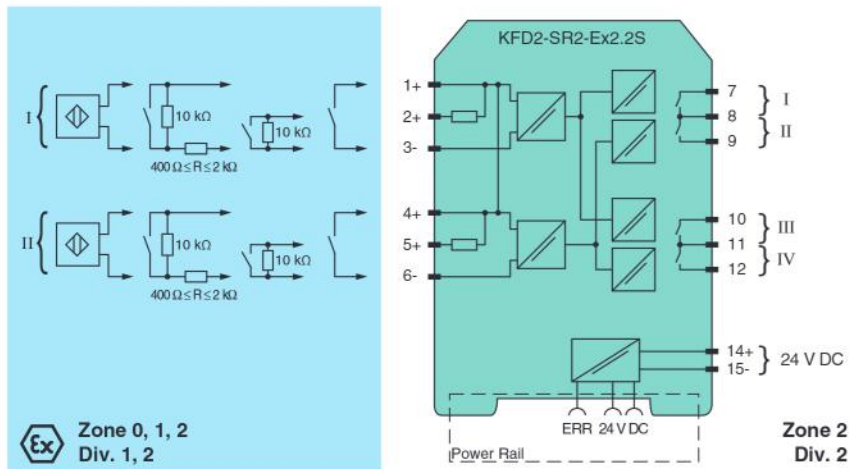 KFD2-SR2-Ex2.2S
I
10 kΩ
10 kΩ
400 Ω ≤ R ≤ 2 kΩ
II
10 kΩ
10 kΩ
400 Ω ≤ R ≤ 2 kΩ
1+
2+
3-
4+
5+
6-
7
8
9
I
II
10
11
12
III
IV
14+
15-
24 V DC
ERR 24 V DC
Power Rail
Ex
Zone 0, 1, 2
Div. 1, 2
Zone 2
Div. 2